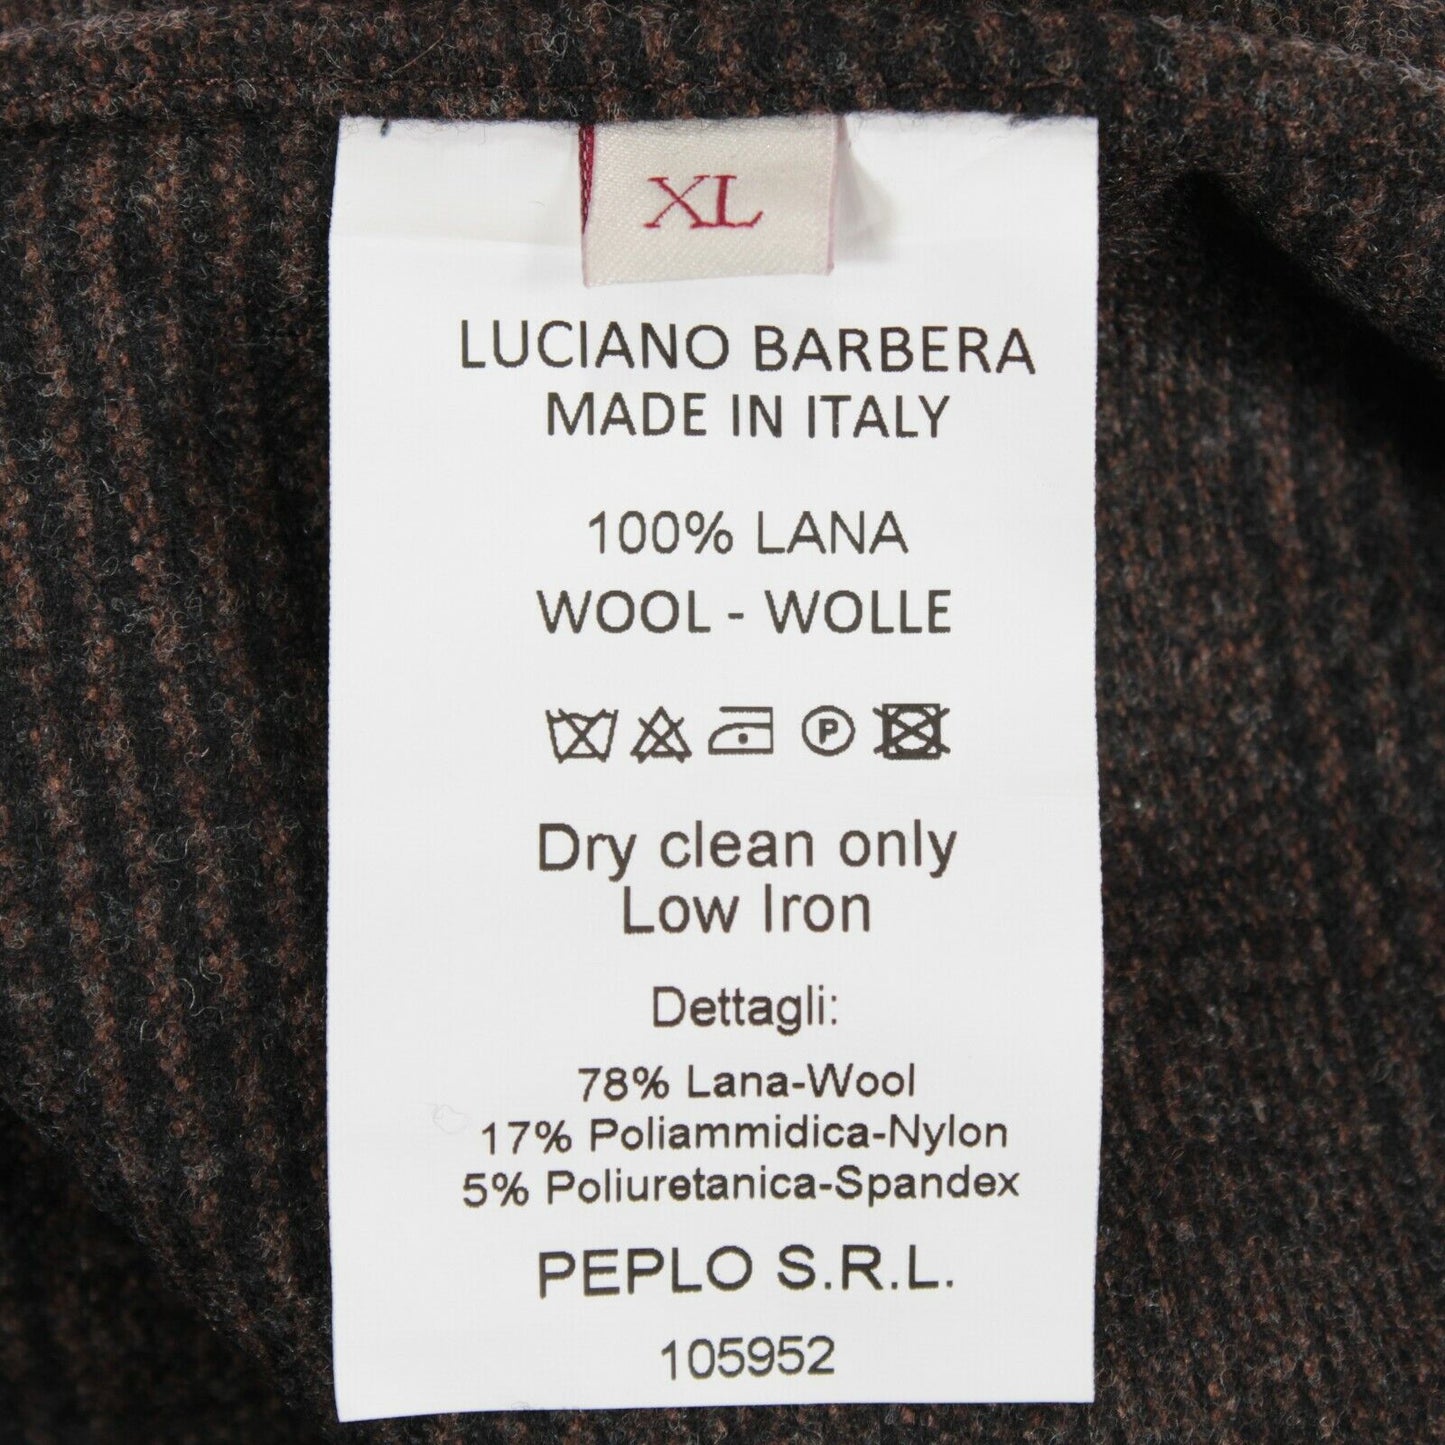 XL
LUCIANO BARBERA
MADE IN ITALY
100% LANA
WOOL - WOLLE
P
Dry clean only
Low Iron
Dettagli:
78% Lana-Wool
17% Poliammidica-Nylon
5% Poliuretanica-Spandex
PEPLO S.R.L.
105952